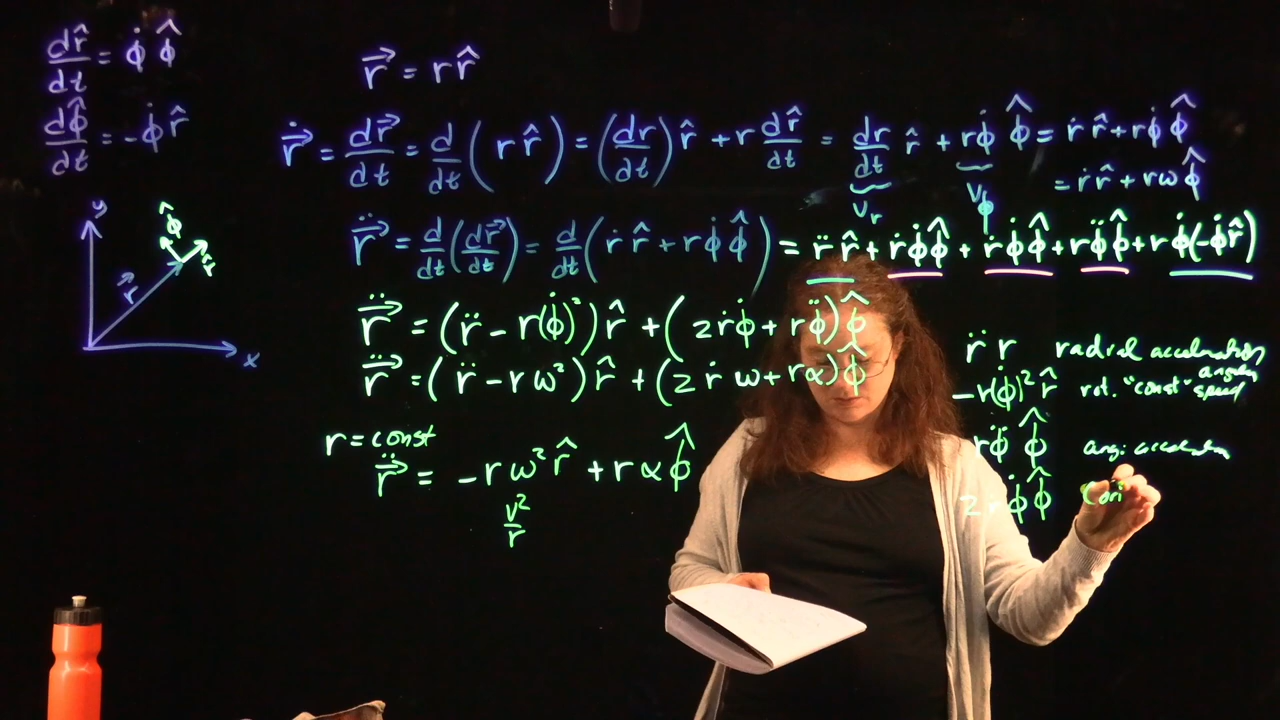 dr̂/dt = φ̇ φ̂
dφ̂/dt = -φ̇ r̂
y
φ̂
r̂
r⃗
x
r⃗ = r r̂
r⃗̇ = dr⃗/dt = d/dt ( r r̂ ) = (dr/dt) r̂ + r dr̂/dt = dr/dt r̂ + rφ̇ φ̂ = ṙ r̂ + rφ̇ φ̂
v_r v_φ = ṙ r̂ + rω φ̂
r⃗̈ = d/dt (dr⃗/dt) = d/dt ( ṙ r̂ + r φ̇ φ̂ ) = r̈ r̂ + ṙφ̇φ̂ + ṙφ̇φ̂ + rφ̈φ̂ + rφ̇(-φ̇r̂)
r⃗̈ = (r̈ - r(φ̇)²) r̂ + (2ṙφ̇ + rφ̈) φ̂
r⃗̈ = (r̈ - rω²) r̂ + (2ṙω + rα) φ̂
r = const
r⃗̈ = -rω² r̂ + rα φ̂
v²/r
r̈ r radial acceleration
-r(φ̇)² r̂ rot. "const" angular speed
rφ̈ φ̂ ang. acceleration
2ṙφ̇φ̂ Cori